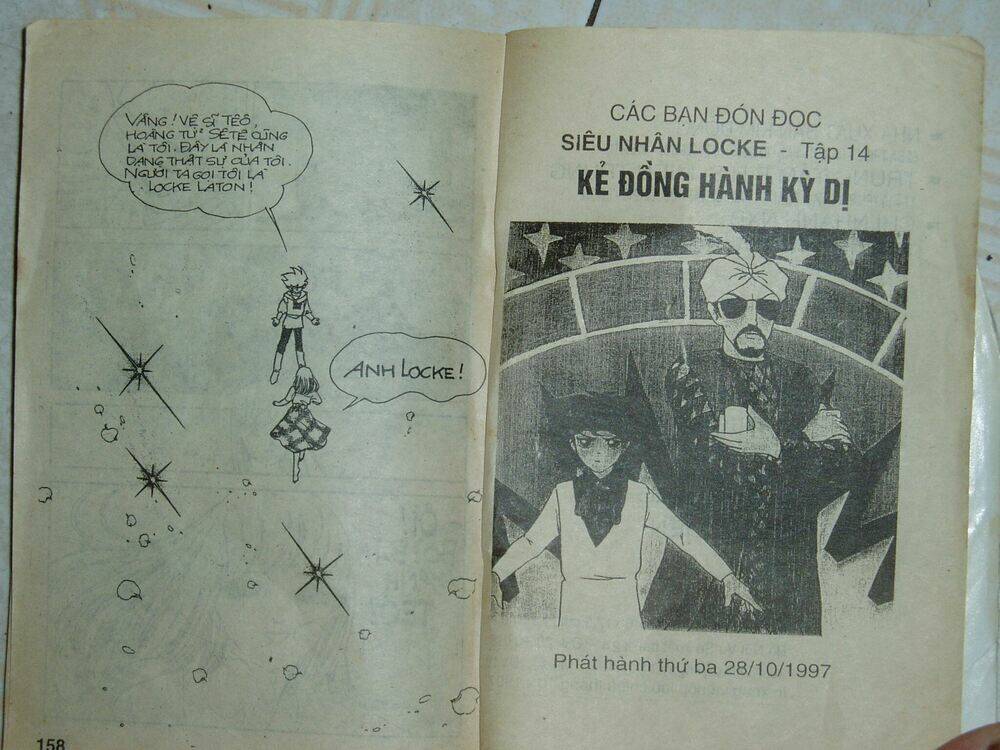 VÂNG! VỆ SĨ TÊÔ,
HOÀNG TỬ SÊTÊ CŨNG
LÀ TÔI. ĐÂY LÀ NHÂN
DẠNG THẬT SỰ CỦA TÔI.
NGƯỜI TA GỌI TÔI LÀ
LOCKE LATON!
ANH LOCKE!
158
CÁC BẠN ĐÓN ĐỌC
SIÊU NHÂN LOCKE - Tập 14
KẺ ĐỒNG HÀNH KỲ DỊ
Phát hành thứ ba 28/10/1997